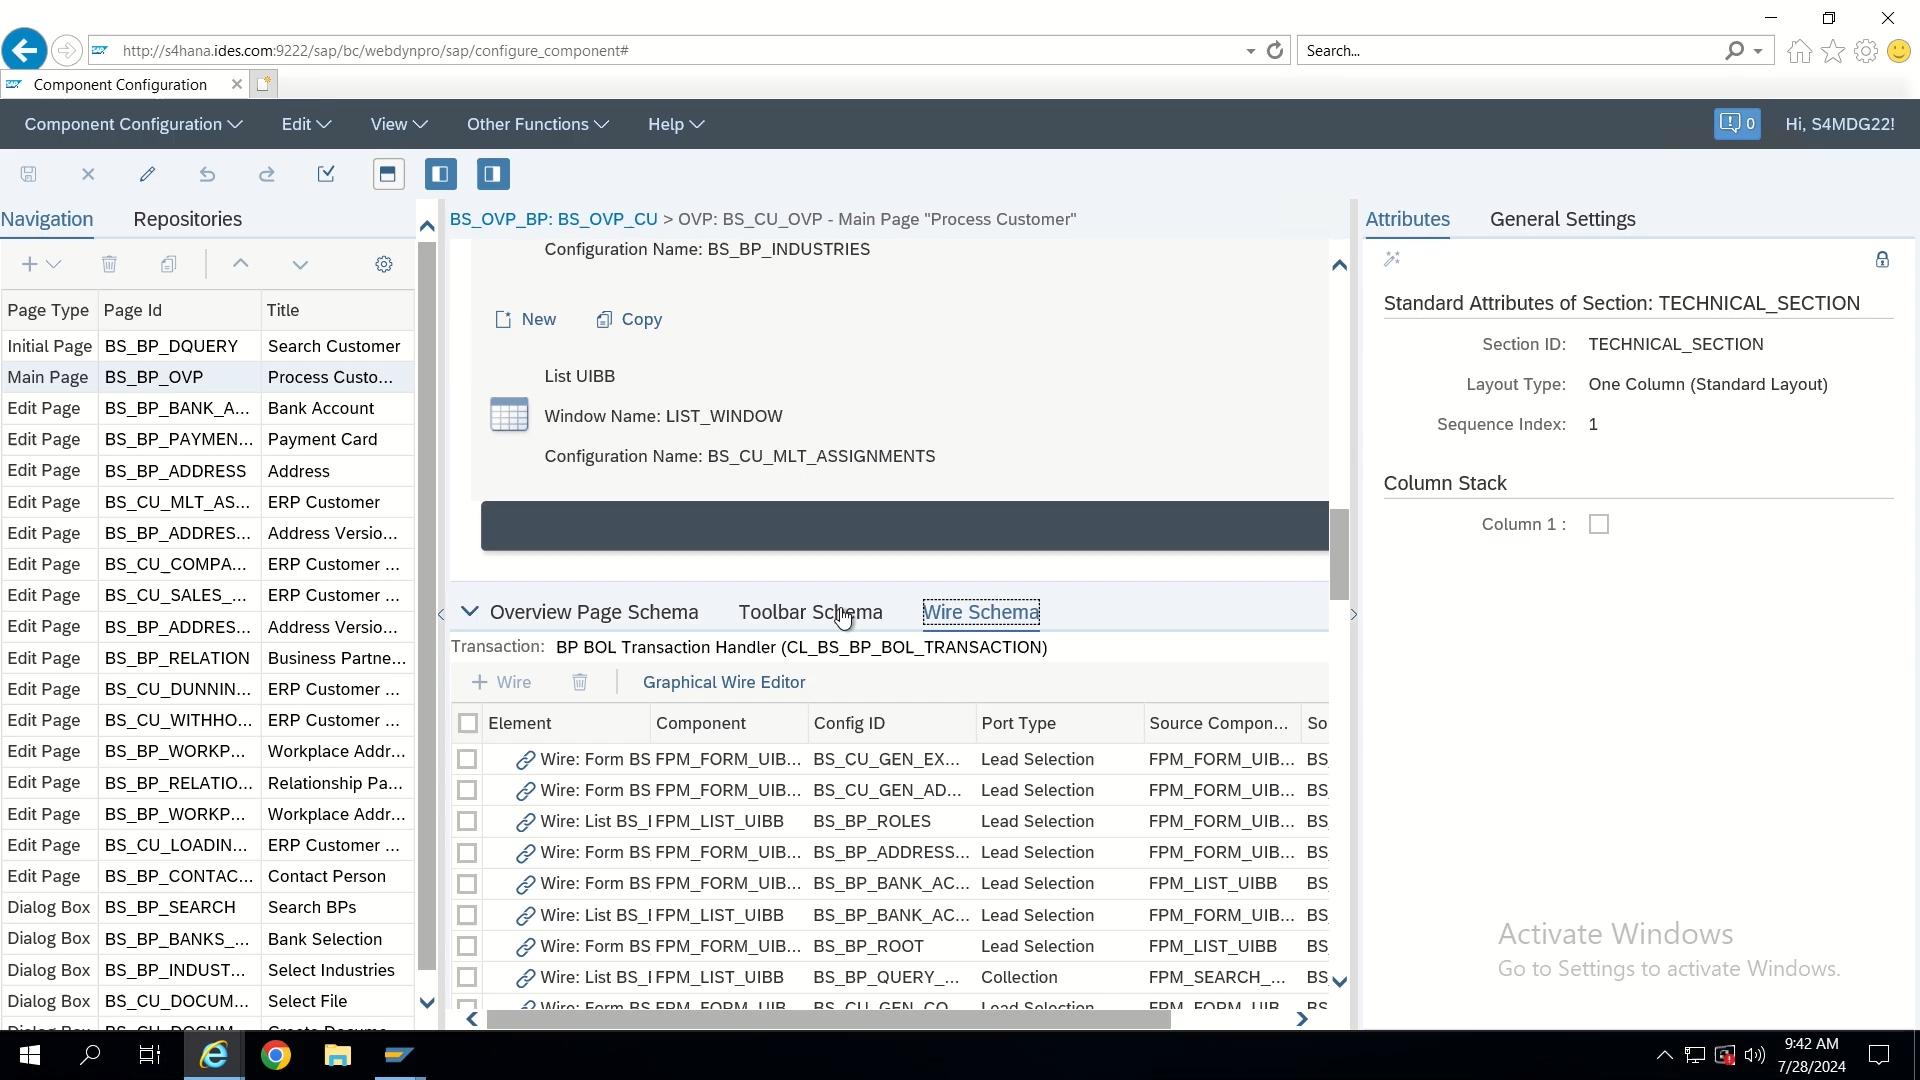 http://s4hana.ides.com:9222/sap/bc/webdynpro/sap/configure_component#
Search...
Component Configuration
Component Configuration Edit View Other Functions Help
0 Hi, S4MDG22!
Navigation Repositories
Page Type Page Id Title
Initial Page BS_BP_DQUERY Search Customer
Main Page BS_BP_OVP Process Custo...
Edit Page BS_BP_BANK_A... Bank Account
Edit Page BS_BP_PAYMEN... Payment Card
Edit Page BS_BP_ADDRESS Address
Edit Page BS_CU_MLT_AS... ERP Customer
Edit Page BS_BP_ADDRES... Address Versio...
Edit Page BS_CU_COMPA... ERP Customer ...
Edit Page BS_CU_SALES_... ERP Customer ...
Edit Page BS_BP_ADDRES... Address Versio...
Edit Page BS_BP_RELATION Business Partne...
Edit Page BS_CU_DUNNIN... ERP Customer ...
Edit Page BS_CU_WITHHO... ERP Customer ...
Edit Page BS_BP_WORKP... Workplace Addr...
Edit Page BS_BP_RELATIO... Relationship Pa...
Edit Page BS_BP_WORKP... Workplace Addr...
Edit Page BS_CU_LOADIN... ERP Customer ...
Edit Page BS_BP_CONTAC... Contact Person
Dialog Box BS_BP_SEARCH Search BPs
Dialog Box BS_BP_BANKS_... Bank Selection
Dialog Box BS_BP_INDUST... Select Industries
Dialog Box BS_CU_DOCUM... Select File
BS_OVP_BP: BS_OVP_CU > OVP: BS_CU_OVP - Main Page "Process Customer"
Configuration Name: BS_BP_INDUSTRIES
New Copy
List UIBB
Window Name: LIST_WINDOW
Configuration Name: BS_CU_MLT_ASSIGNMENTS
Overview Page Schema Toolbar Schema Wire Schema
Transaction: BP BOL Transaction Handler (CL_BS_BP_BOL_TRANSACTION)
+ Wire Graphical Wire Editor
Element Component Config ID Port Type Source Compon... So
Wire: Form BS FPM_FORM_UIB... BS_CU_GEN_EX... Lead Selection FPM_FORM_UIB... BS_
Wire: Form BS FPM_FORM_UIB... BS_CU_GEN_AD... Lead Selection FPM_FORM_UIB... BS_
Wire: List BS_I FPM_LIST_UIBB BS_BP_ROLES Lead Selection FPM_FORM_UIB... BS_
Wire: Form BS FPM_FORM_UIB... BS_BP_ADDRESS... Lead Selection FPM_FORM_UIB... BS_
Wire: Form BS FPM_FORM_UIB... BS_BP_BANK_AC... Lead Selection FPM_LIST_UIBB BS_
Wire: List BS_I FPM_LIST_UIBB BS_BP_BANK_AC... Lead Selection FPM_FORM_UIB... BS_
Wire: Form BS FPM_FORM_UIB... BS_BP_ROOT Lead Selection FPM_LIST_UIBB BS_
Wire: List BS_I FPM_LIST_UIBB BS_BP_QUERY_... Collection FPM_SEARCH_... BS_
Wire: Form BS FPM_FORM_UIB BS_CU_GEN_CO Lead Selection FPM_FORM_UIB BS
Attributes General Settings
Standard Attributes of Section: TECHNICAL_SECTION
Section ID: TECHNICAL_SECTION
Layout Type: One Column (Standard Layout)
Sequence Index: 1
Column Stack
Column 1 :
Activate Windows
Go to Settings to activate Windows.
9:42 AM
7/28/2024